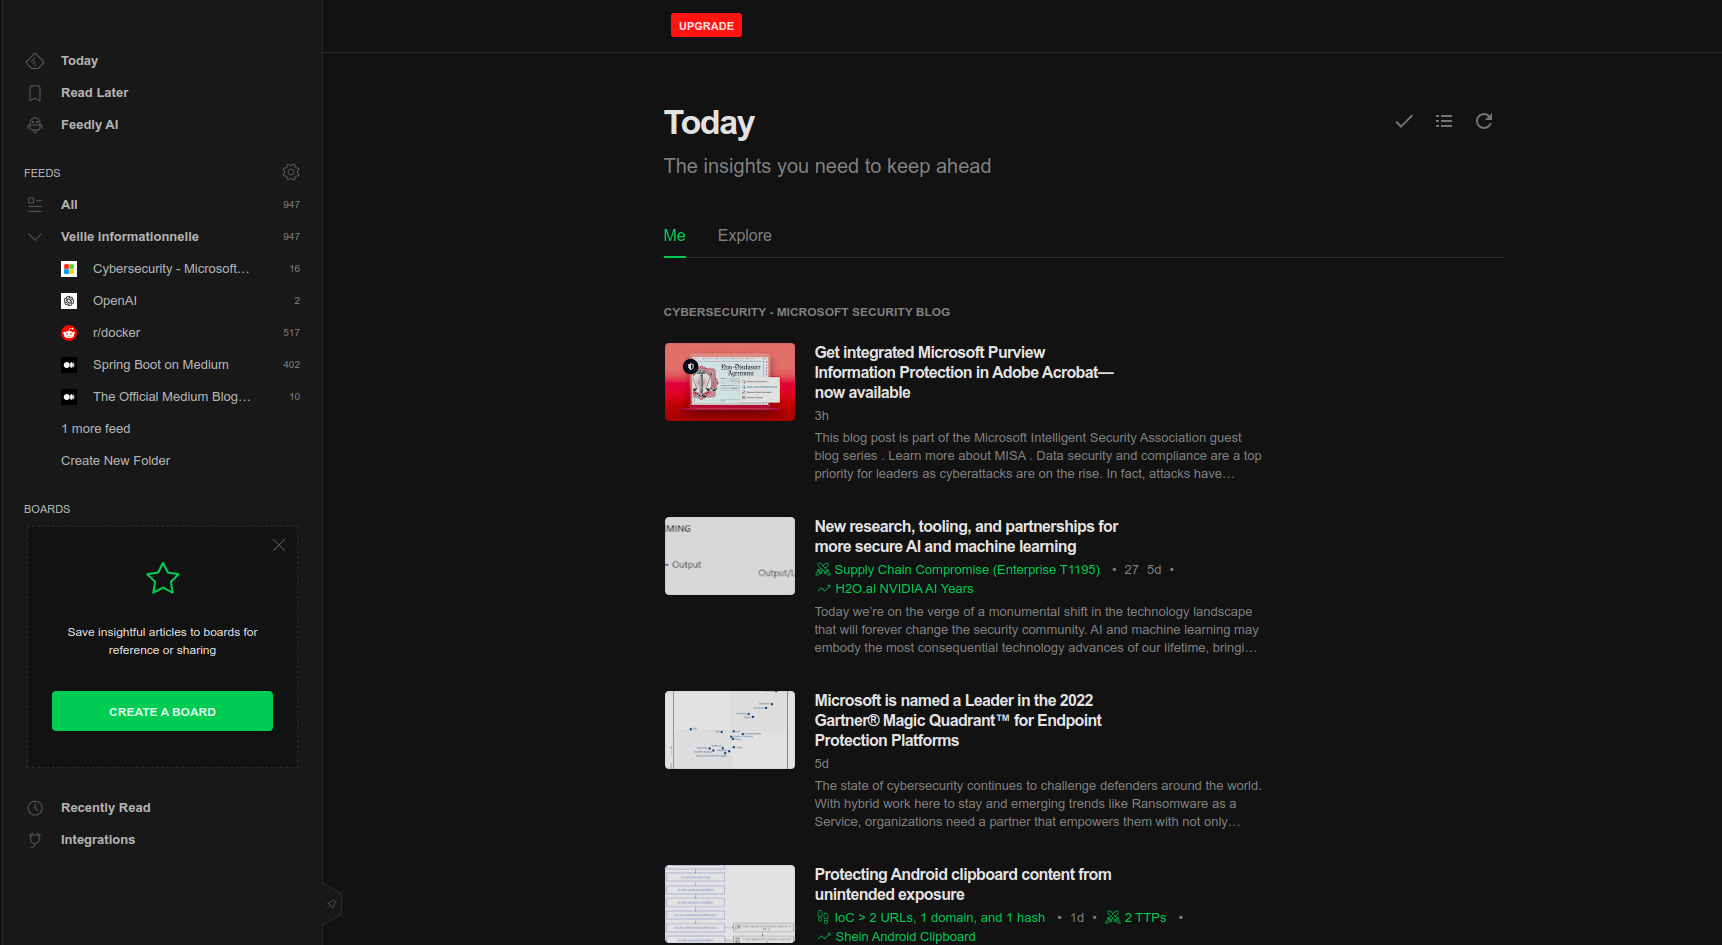 UPGRADE
Today
Read Later
Feedly AI
FEEDS
All 947
Veille informationnelle 947
Cybersecurity - Microsoft... 16
OpenAI 2
r/docker 517
Spring Boot on Medium 402
The Official Medium Blog... 10
1 more feed
Create New Folder
BOARDS
Save insightful articles to boards for
reference or sharing
CREATE A BOARD
Recently Read
Integrations
Today
The insights you need to keep ahead
Me Explore
CYBERSECURITY - MICROSOFT SECURITY BLOG
Non-Disclosure
Agreement
Get integrated Microsoft Purview
Information Protection in Adobe Acrobat—
now available
3h
This blog post is part of the Microsoft Intelligent Security Association guest
blog series . Learn more about MISA . Data security and compliance are a top
priority for leaders as cyberattacks are on the rise. In fact, attacks have…
MING
Output
Output/L
New research, tooling, and partnerships for
more secure AI and machine learning
Supply Chain Compromise (Enterprise T1195) • 27 5d •
H2O.ai NVIDIA AI Years
Today we're on the verge of a monumental shift in the technology landscape
that will forever change the security community. AI and machine learning may
embody the most consequential technology advances of our lifetime, bringi…
Microsoft is named a Leader in the 2022
Gartner® Magic Quadrant™ for Endpoint
Protection Platforms
5d
The state of cybersecurity continues to challenge defenders around the world.
With hybrid work here to stay and emerging trends like Ransomware as a
Service, organizations need a partner that empowers them with not only…
Protecting Android clipboard content from
unintended exposure
IoC > 2 URLs, 1 domain, and 1 hash • 1d • 2 TTPs •
Shein Android Clipboard